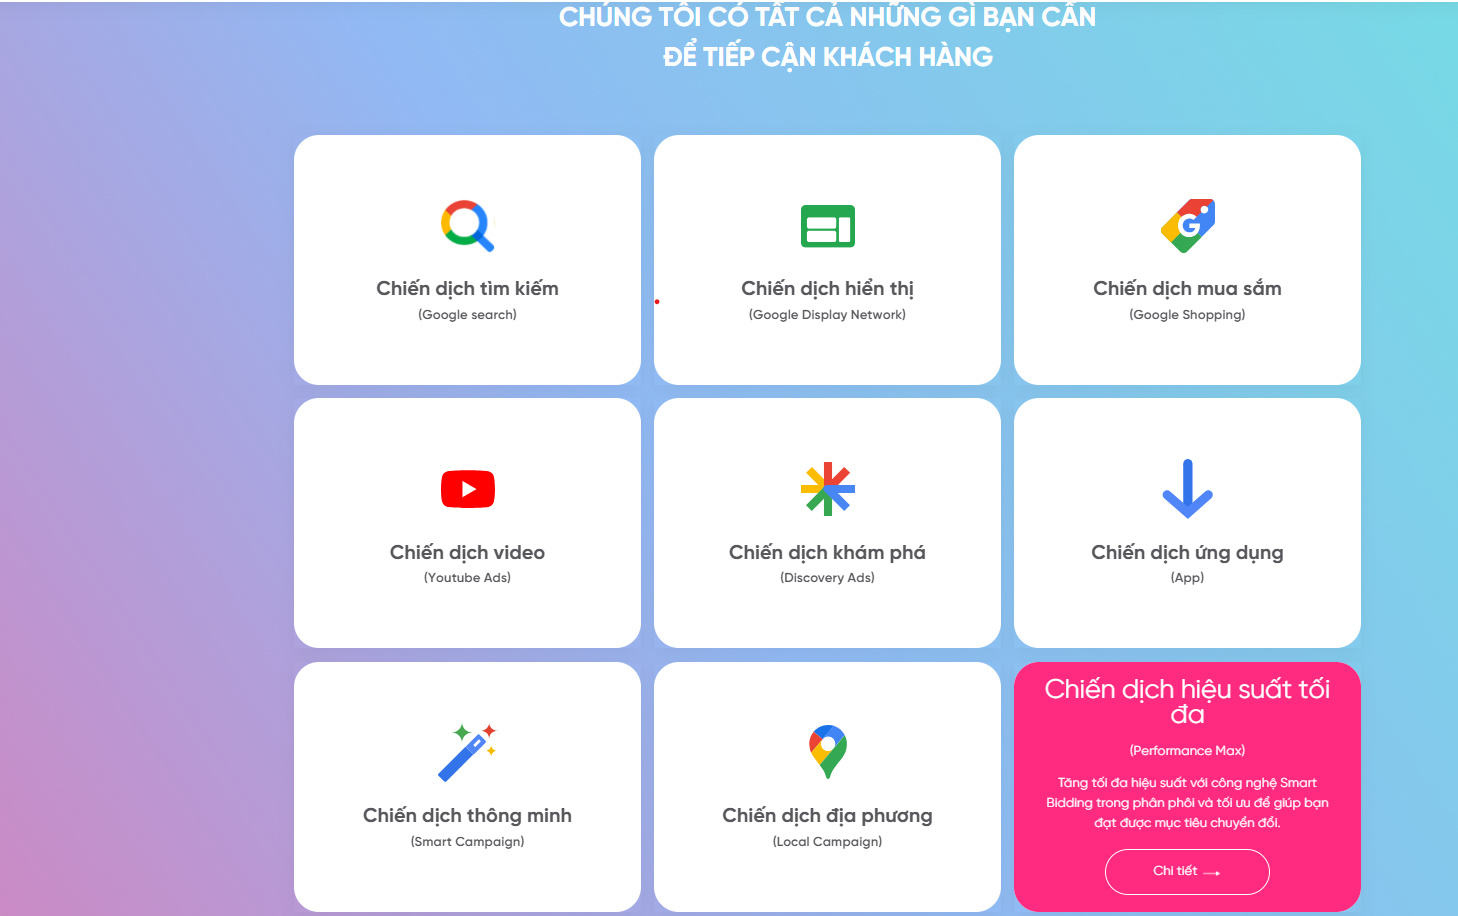 CHÚNG TÔI CÓ TẤT CẢ NHỮNG GÌ BẠN CẦN
ĐỂ TIẾP CẬN KHÁCH HÀNG
Chiến dịch tìm kiếm
(Google search)
Chiến dịch hiển thị
(Google Display Network)
Chiến dịch mua sắm
(Google Shopping)
Chiến dịch video
(Youtube Ads)
Chiến dịch khám phá
(Discovery Ads)
Chiến dịch ứng dụng
(App)
Chiến dịch thông minh
(Smart Campaign)
Chiến dịch địa phương
(Local Campaign)
Chiến dịch hiệu suất tối
đa
(Performance Max)
Tăng tối đa hiệu suất với công nghệ Smart
Bidding trong phân phôi và tối ưu để giúp bạn
đạt được mục tiêu chuyển đổi.
Chi tiết